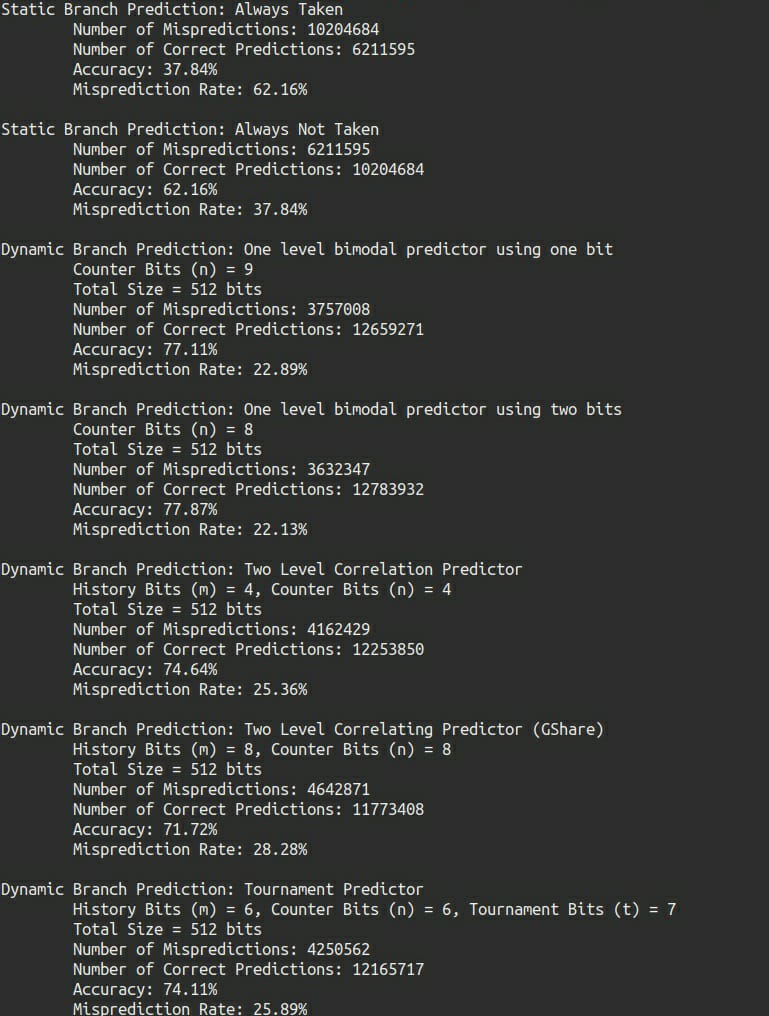 Static Branch Prediction: Always Taken
Number of Mispredictions: 10204684
Number of Correct Predictions: 6211595
Accuracy: 37.84%
Misprediction Rate: 62.16%
Static Branch Prediction: Always Not Taken
Number of Mispredictions: 6211595
Number of Correct Predictions: 10204684
Accuracy: 62.16%
Misprediction Rate: 37.84%
Dynamic Branch Prediction: One level bimodal predictor using one bit
Counter Bits (n) = 9
Total Size = 512 bits
Number of Mispredictions: 3757008
Number of Correct Predictions: 12659271
Accuracy: 77.11%
Misprediction Rate: 22.89%
Dynamic Branch Prediction: One level bimodal predictor using two bits
Counter Bits (n) = 8
Total Size = 512 bits
Number of Mispredictions: 3632347
Number of Correct Predictions: 12783932
Accuracy: 77.87%
Misprediction Rate: 22.13%
Dynamic Branch Prediction: Two Level Correlation Predictor
History Bits (m) = 4, Counter Bits (n) = 4
Total Size = 512 bits
Number of Mispredictions: 4162429
Number of Correct Predictions: 12253850
Accuracy: 74.64%
Misprediction Rate: 25.36%
Dynamic Branch Prediction: Two Level Correlating Predictor (GShare)
History Bits (m) = 8, Counter Bits (n) = 8
Total Size = 512 bits
Number of Mispredictions: 4642871
Number of Correct Predictions: 11773408
Accuracy: 71.72%
Misprediction Rate: 28.28%
Dynamic Branch Prediction: Tournament Predictor
History Bits (m) = 6, Counter Bits (n) = 6, Tournament Bits (t) = 7
Total Size = 512 bits
Number of Mispredictions: 4250562
Number of Correct Predictions: 12165717
Accuracy: 74.11%
Misprediction Rate: 25.89%